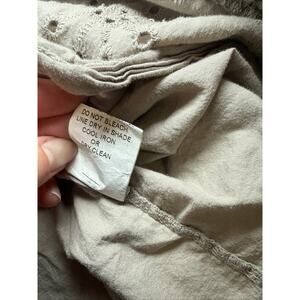 DO NOT BLEACH
LINE DRY IN SHADE
COOL IRON
OR
DRY CLEAN